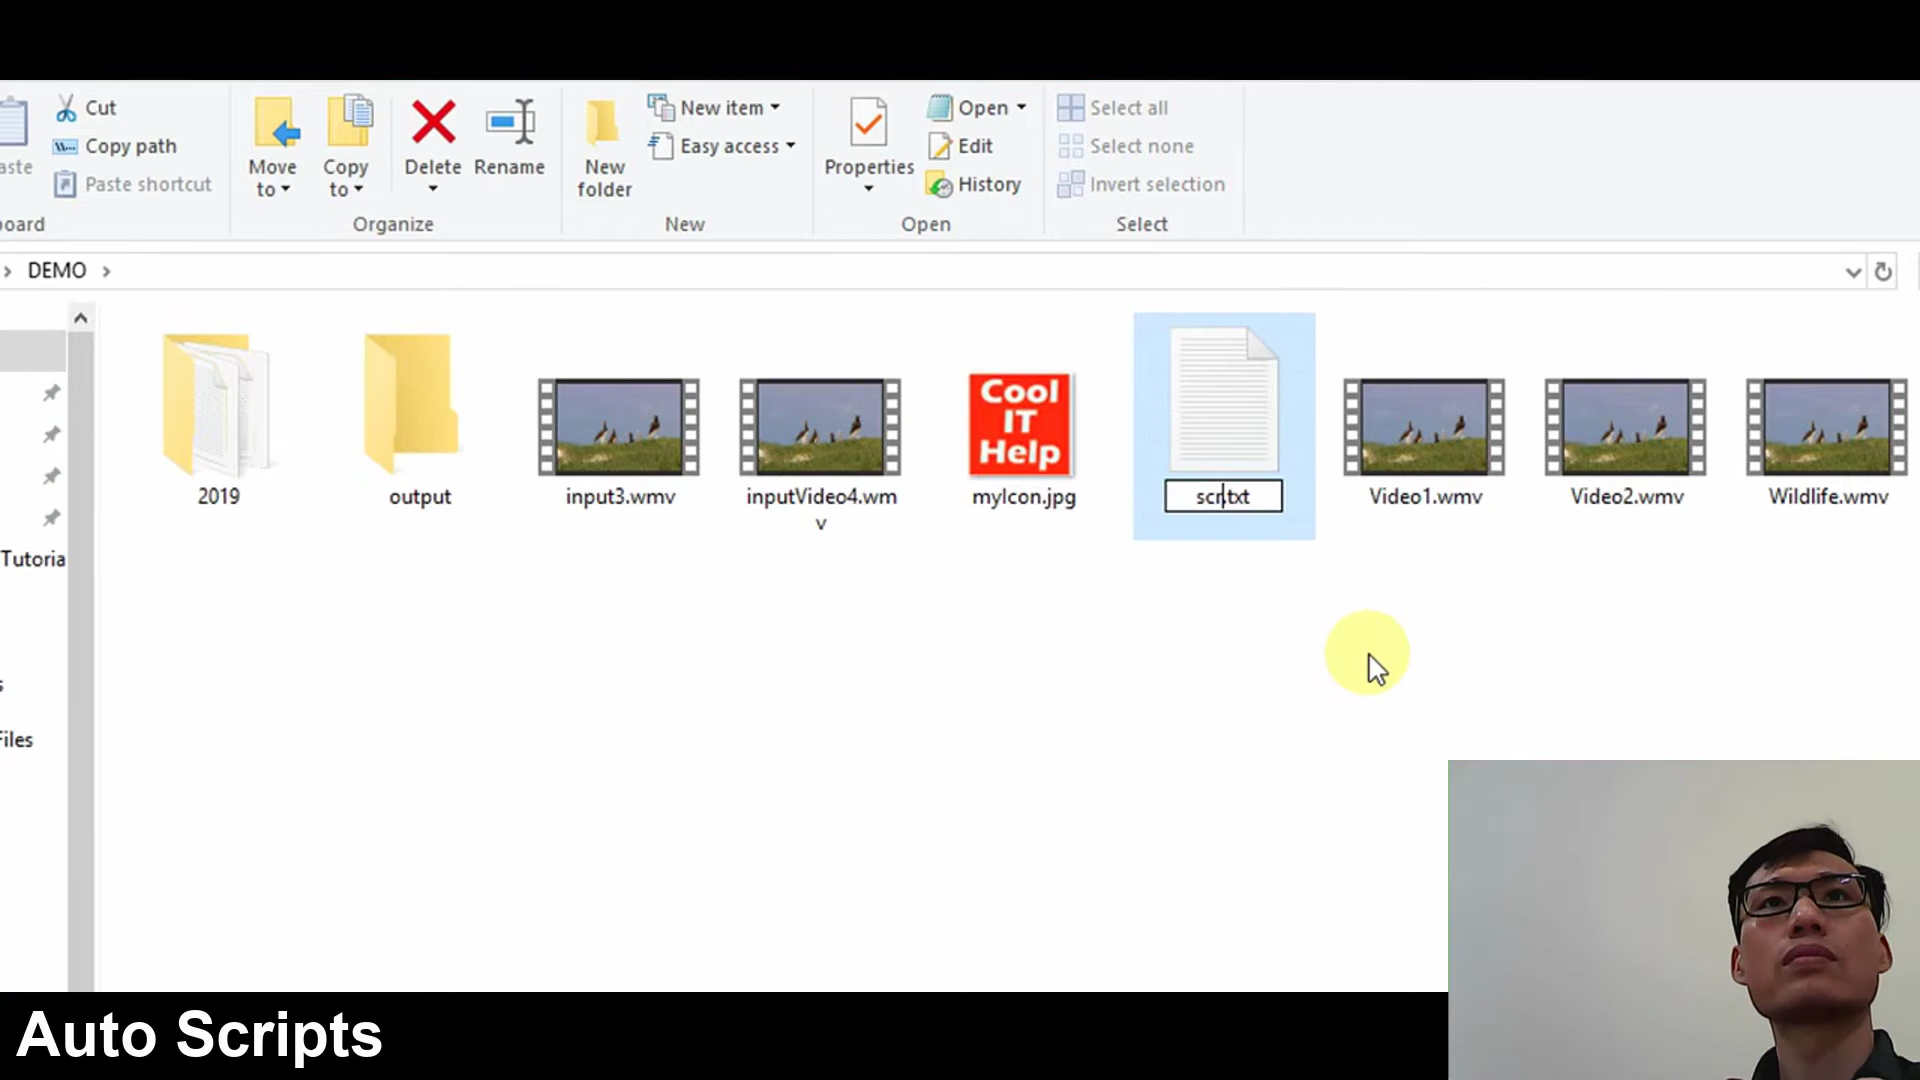 Cut
Copy path
Paste shortcut
aste
board
Move to
Copy to
Delete
Rename
Organize
New folder
New item
Easy access
New
Properties
Open
Edit
History
Open
Select all
Select none
Invert selection
Select
DEMO
2019
output
input3.wmv
inputVideo4.wm
v
myIcon.jpg
Cool
IT
Help
scr.txt
Video1.wmv
Video2.wmv
Wildlife.wmv
Tutoria
s
Files
Auto Scripts